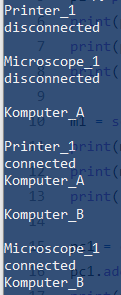 Printer_1
disconnected
Microscope_1
disconnected
Komputer_A
Printer_1
connected
Komputer_A
Komputer_B
Microscope_1
connected
Komputer_B